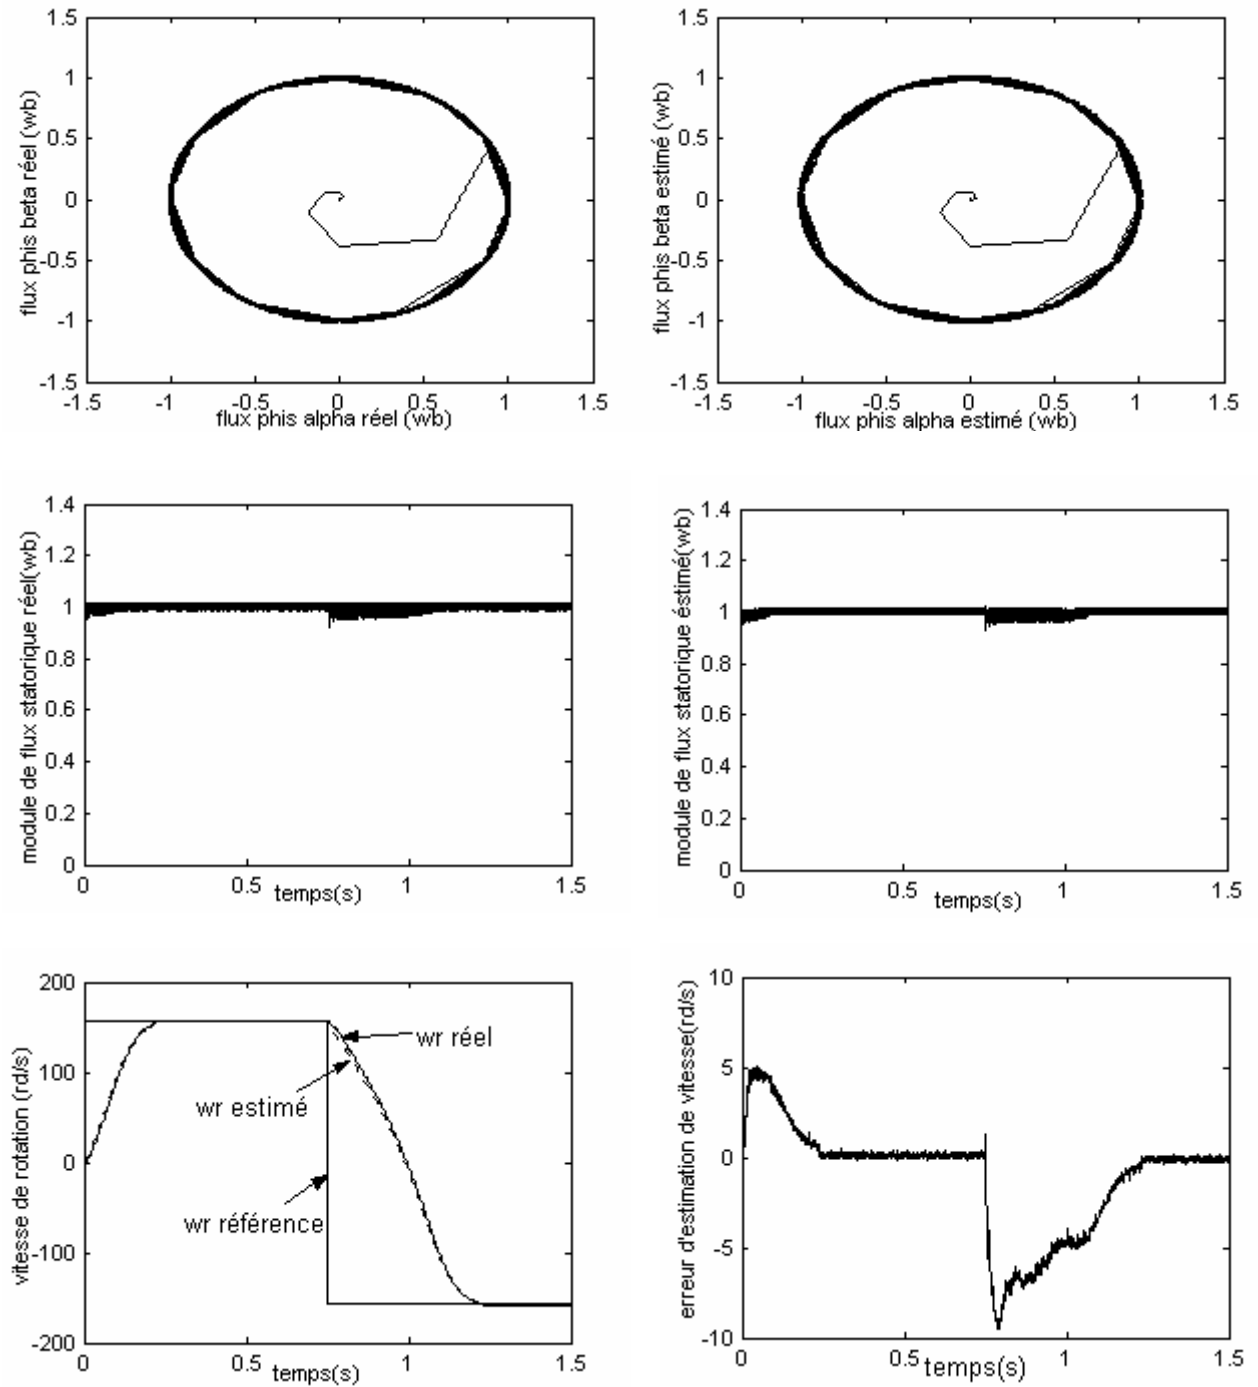 1.5
1
0.5
0
-0.5
-1
-1.5
flux phis beta réel (wb)
-1.5 -1 -0.5 0 0.5 1 1.5
flux phis alpha réel (wb)
1.5
1
0.5
0
-0.5
-1
-1.5
flux phis beta estimé (wb)
-1.5 -1 -0.5 0 0.5 1 1.5
flux phis alpha estimé (wb)
1.4
1.2
1
0.8
0.6
0.4
0.2
0
module de flux statorique réel(wb)
0 0.5 1 1.5
temps(s)
1.4
1.2
1
0.8
0.6
0.4
0.2
0
module de flux statorique éstimé(wb)
0 0.5 1 1.5
temps(s)
200
100
0
-100
-200
vitesse de rotation (rd/s)
wr réel
wr estimé
wr référence
0 0.5 1 1.5
temps(s)
10
5
0
-5
-10
erreur d'estimation de vitesse(rd/s)
0 0.5 1 1.5
temps(s)